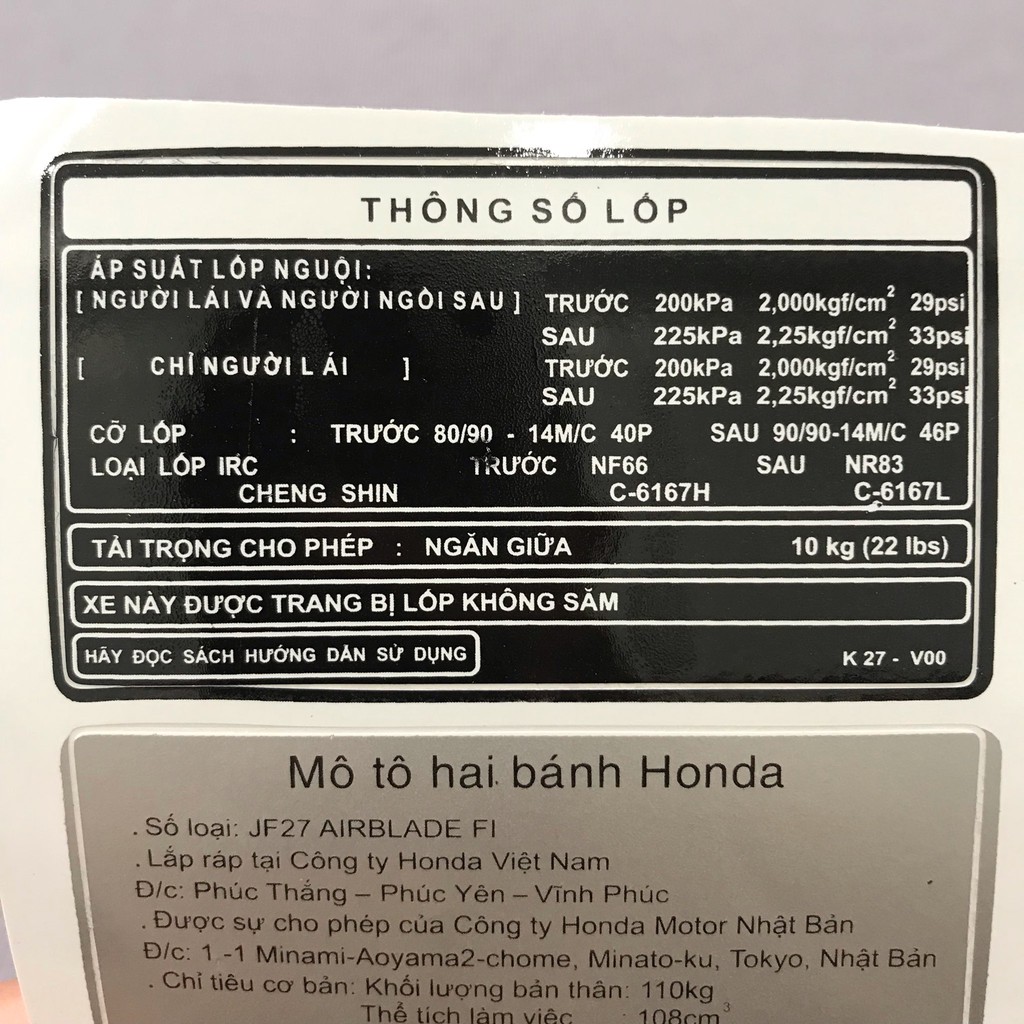 THÔNG SỐ LỐP
ÁP SUẤT LỐP NGUỘI:
[ NGƯỜI LÁI VÀ NGƯỜI NGỒI SAU ] TRƯỚC 200kPa 2,000kgf/cm² 29psi
SAU 225kPa 2,25kgf/cm² 33psi
[ CHỈ NGƯỜI LÁI ] TRƯỚC 200kPa 2,000kgf/cm² 29psi
SAU 225kPa 2,25kgf/cm² 33psi
CỠ LỐP : TRƯỚC 80/90 - 14M/C 40P SAU 90/90-14M/C 46P
LOẠI LỐP IRC TRƯỚC NF66 SAU NR83
CHENG SHIN C-6167H C-6167L
TẢI TRỌNG CHO PHÉP : NGĂN GIỮA 10 kg (22 lbs)
XE NÀY ĐƯỢC TRANG BỊ LỐP KHÔNG SĂM
HÃY ĐỌC SÁCH HƯỚNG DẪN SỬ DỤNG K 27 - V00
Mô tô hai bánh Honda
. Số loại: JF27 AIRBLADE FI
. Lắp ráp tại Công ty Honda Việt Nam
Đ/c: Phúc Thắng – Phúc Yên – Vĩnh Phúc
. Được sự cho phép của Công ty Honda Motor Nhật Bản
Đ/c: 1 -1 Minami-Aoyama2-chome, Minato-ku, Tokyo, Nhật Bản
. Chỉ tiêu cơ bản: Khối lượng bản thân: 110kg
Thể tích làm việc : 108cm³